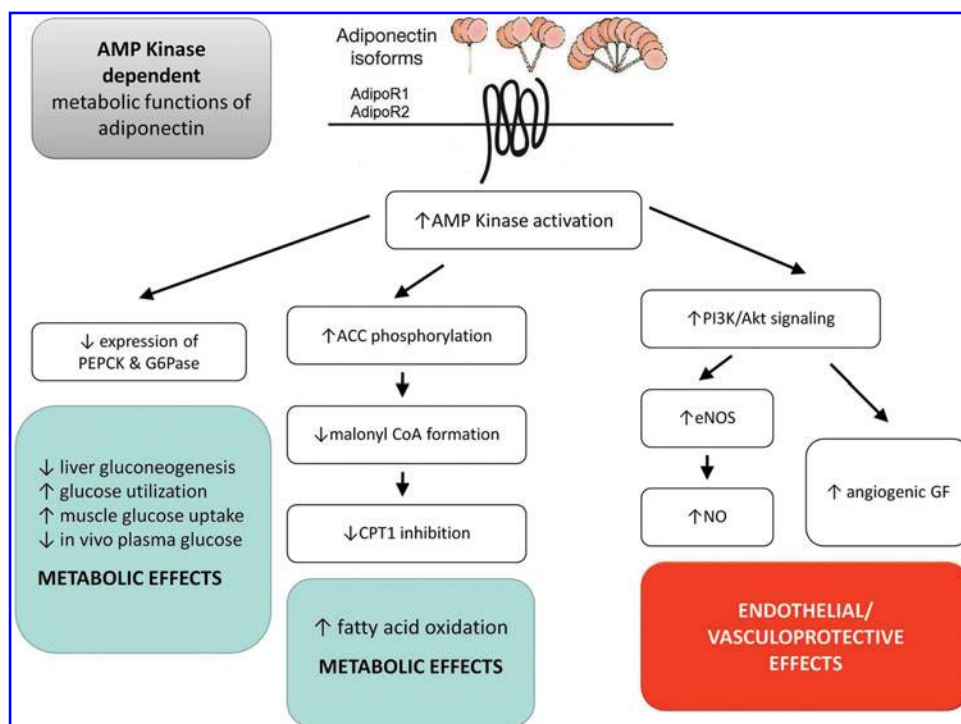 AMP Kinase
dependent
metabolic functions of
adiponectin
Adiponectin
isoforms
AdipoR1
AdipoR2
↑AMP Kinase activation
↓ expression of
PEPCK & G6Pase
↓ liver gluconeogenesis
↑ glucose utilization
↑ muscle glucose uptake
↓ in vivo plasma glucose
METABOLIC EFFECTS
↑ACC phosphorylation
↓malonyl CoA formation
↓CPT1 inhibition
↑ fatty acid oxidation
METABOLIC EFFECTS
↑PI3K/Akt signaling
↑eNOS
↑NO
↑ angiogenic GF
ENDOTHELIAL/
VASCULOPROTECTIVE
EFFECTS